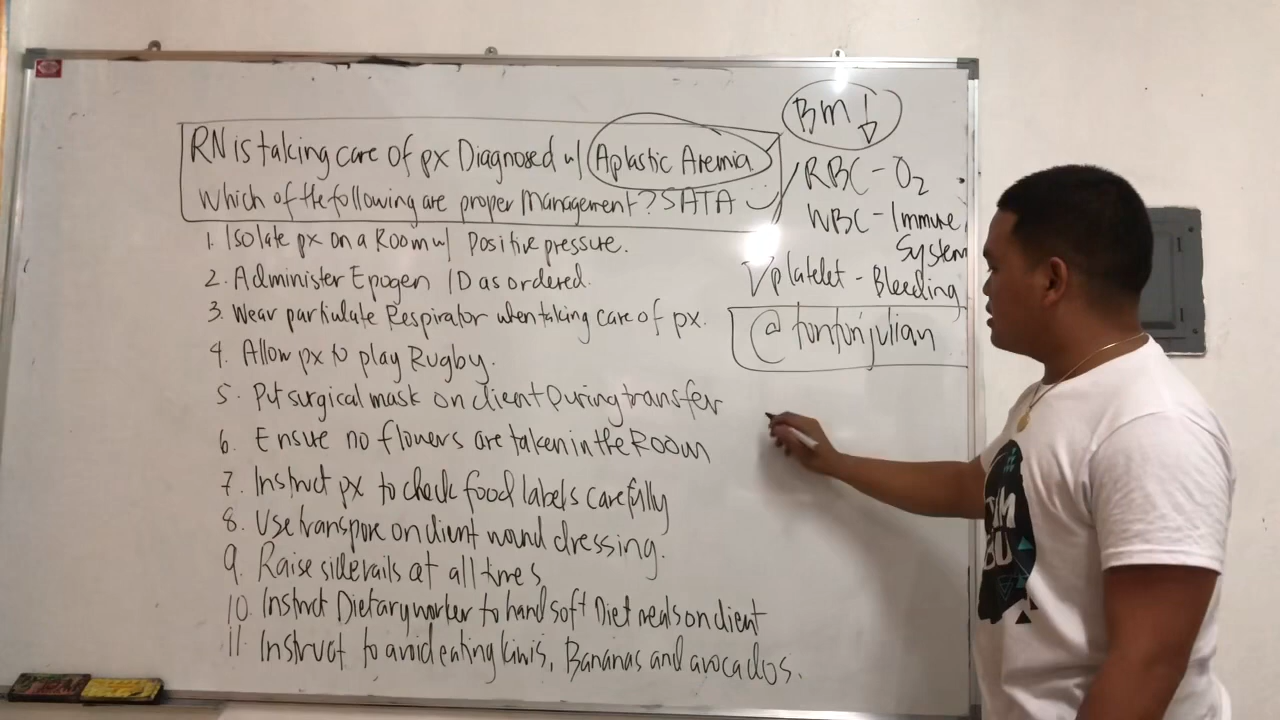 RN is taking care of px Diagnosed w/ Aplastic Anemia
Which of the following are proper Management? SATA
1. Isolate px on a Room w/ Positive pressure.
2. Administer Epogen ID as ordered.
3. Wear particulate Respirator when taking care of px.
4. Allow px to play Rugby.
5. Put surgical mask on client During transfer
6. Ensure no flowers are taken in the Room
7. Instruct px to check food labels carefully
8. Use transpore on client wound dressing.
9. Raise siderails at all times
10. Instruct Dietary worker to hand soft Diet meals on client
11. Instruct to avoid eating kiwis, Bananas and avocados.
BM ↓
RBC - O2
WBC - Immune
System
platelet - Bleeding
@tontonjulian